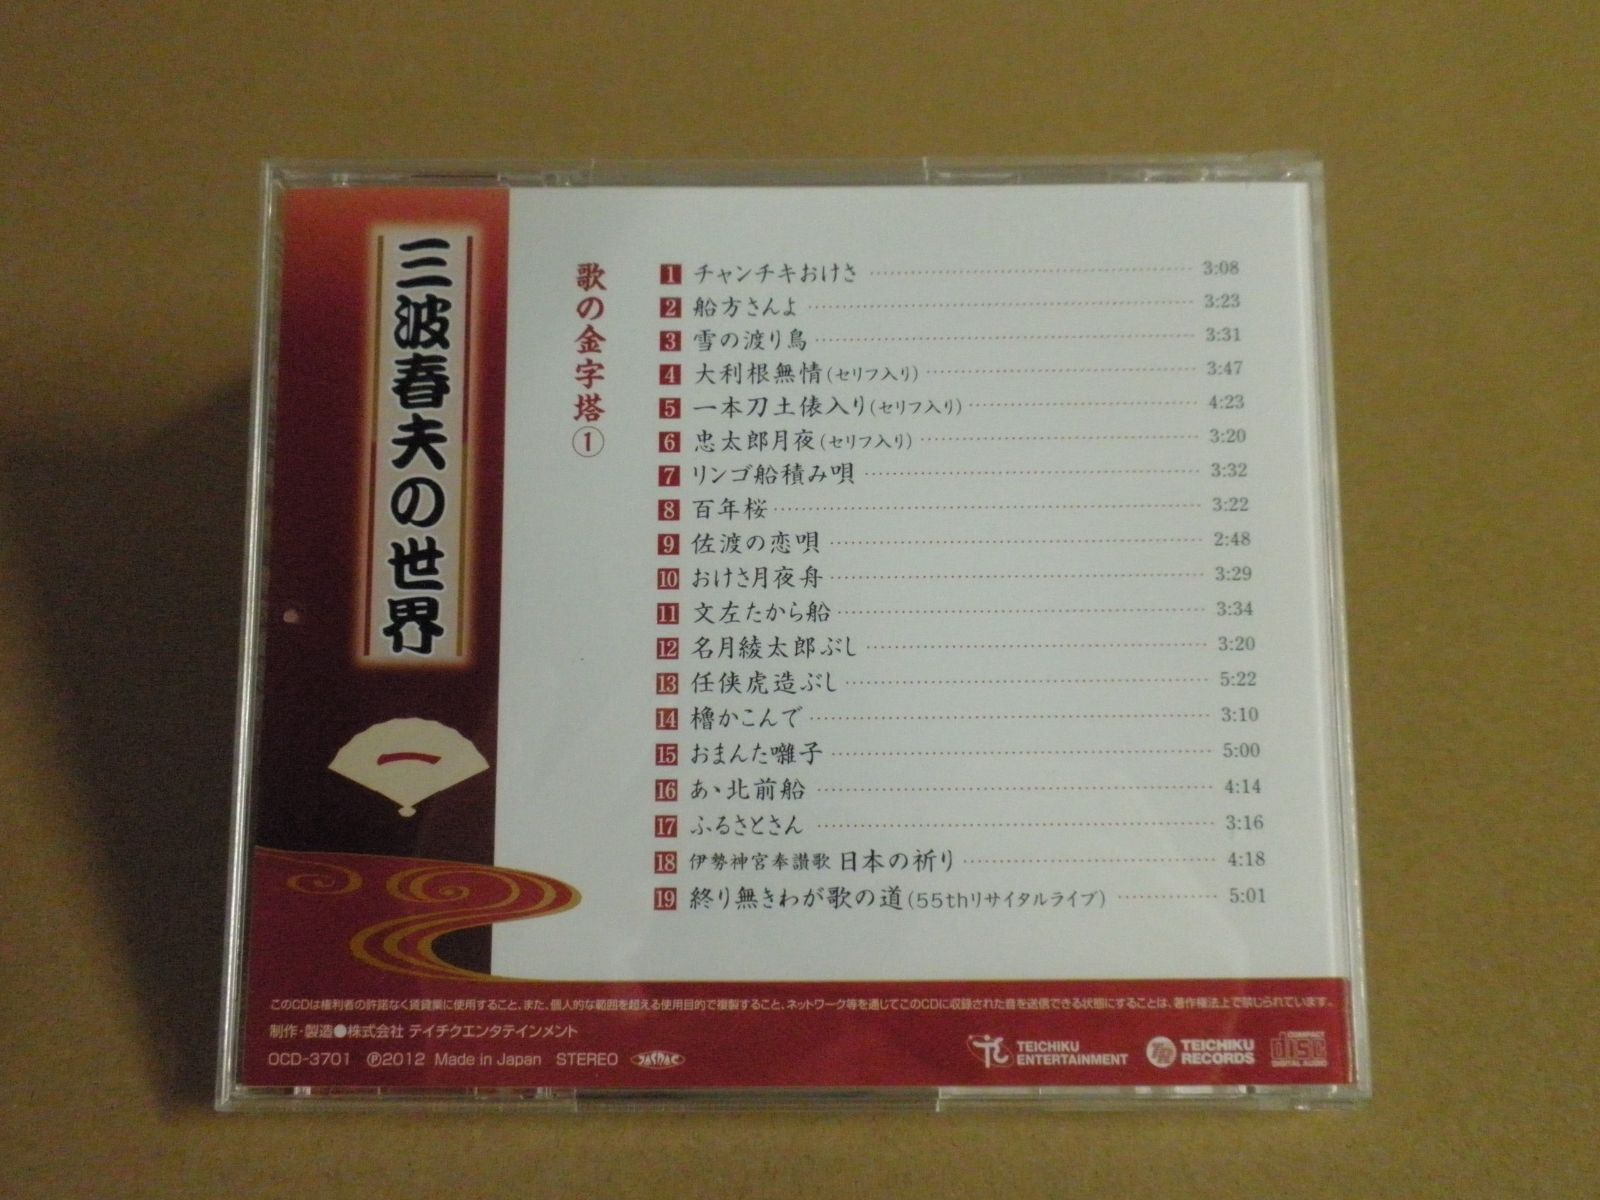 三波春夫の世界
一
歌の金字塔①
1 チャンチキおけさ 3:08
2 船方さんよ 3:23
3 雪の渡り鳥 3:31
4 大利根無情(セリフ入り) 3:47
5 一本刀土俵入り(セリフ入り) 4:23
6 忠太郎月夜(セリフ入り) 3:20
7 リンゴ船積み唄 3:32
8 百年桜 3:22
9 佐渡の恋唄 2:48
10 おけさ月夜舟 3:29
11 文左たから船 3:34
12 名月綾太郎ぶし 3:20
13 任侠虎造ぶし 5:22
14 櫓かこんで 3:10
15 おまんた囃子 5:00
16 あゝ北前船 4:14
17 ふるさとさん 3:16
18 伊勢神宮奉讃歌 日本の祈り 4:18
19 終り無きわが歌の道(55thリサイタルライブ) 5:01
このCDは権利者の許諾なく賃貸業に使用すること、また、個人的な範囲を超える使用目的で複製すること、ネットワーク等を通じてこのCDに収録された音を送信できる状態にすることは、著作権法上で禁じられています。
制作・製造●株式会社 テイチクエンタテインメント
OCD-3701 ℗2012 Made in Japan STEREO JASRAC
TEICHIKU ENTERTAINMENT
TEICHIKU RECORDS
COMPACT disc DIGITAL AUDIO